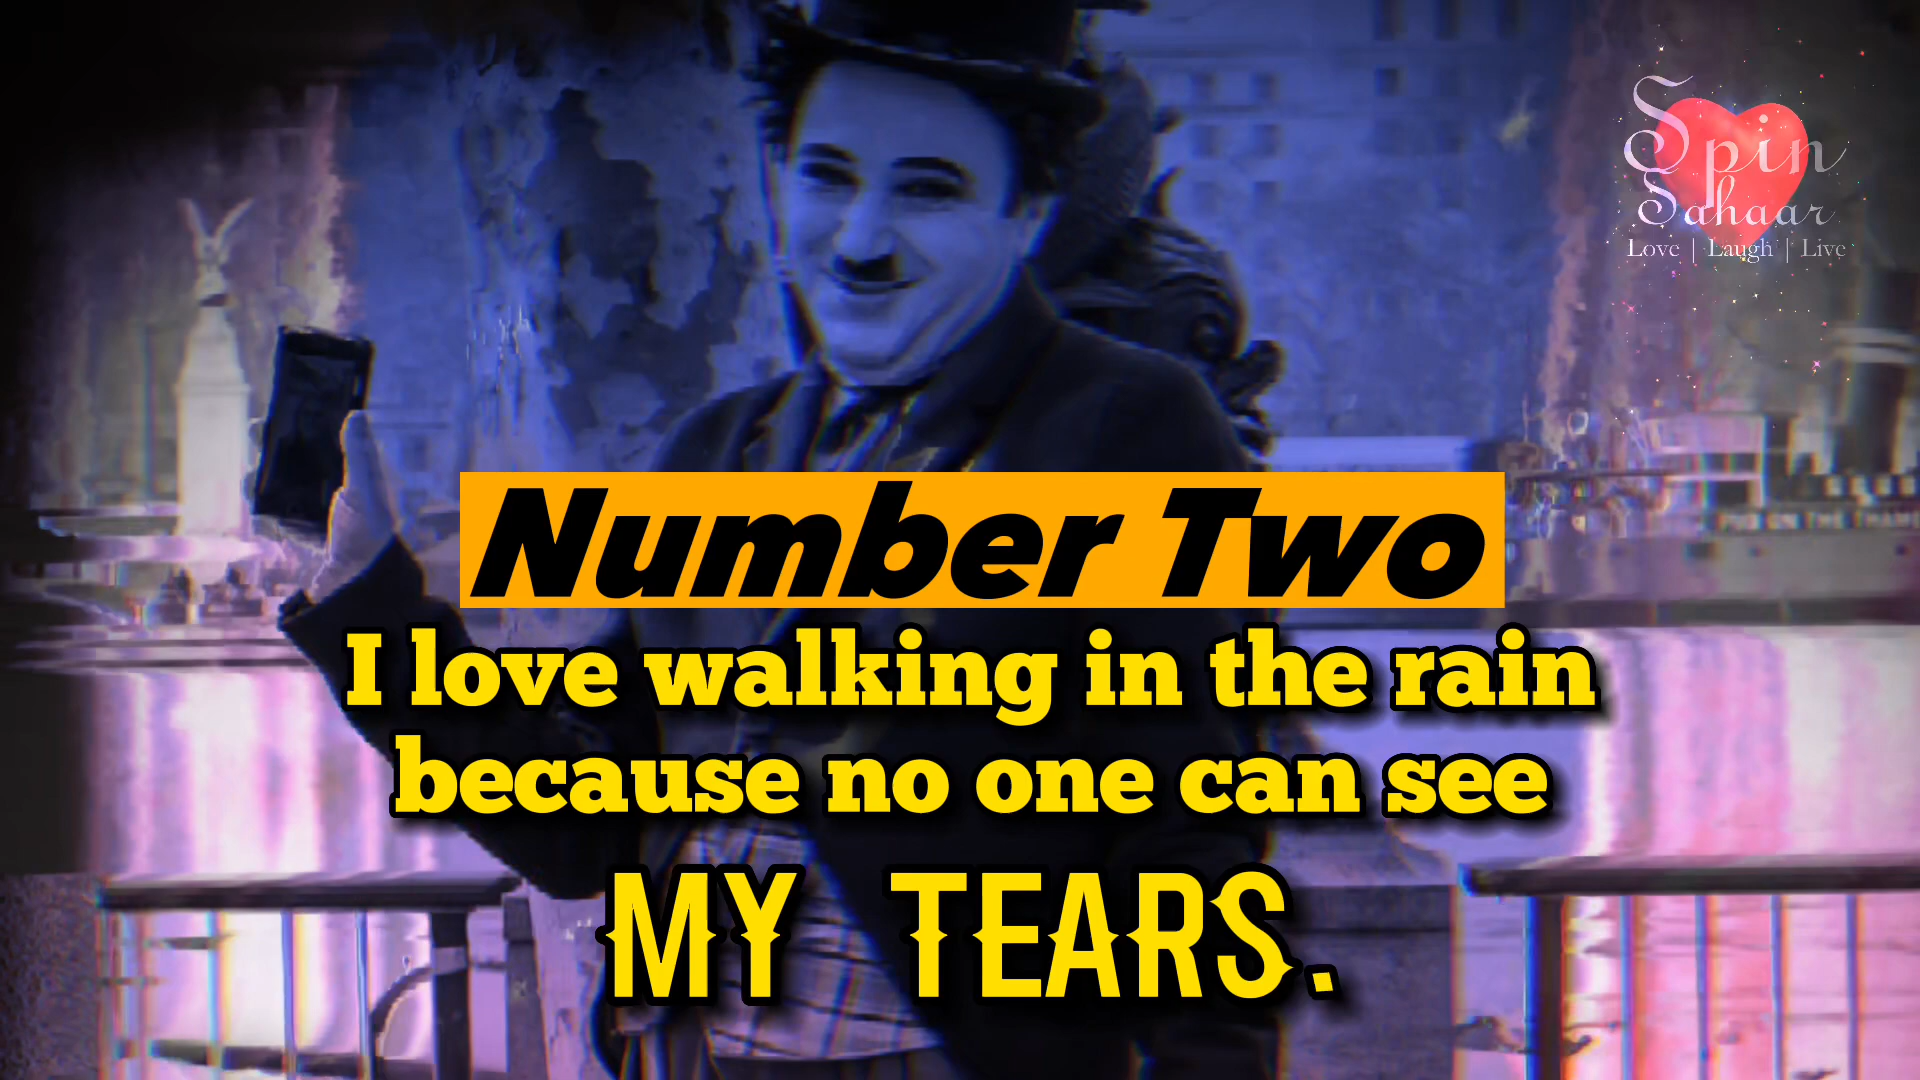 Spin
Sahaar
Love | Laugh | Live
Number Two
I love walking in the rain
because no one can see
MY TEARS.